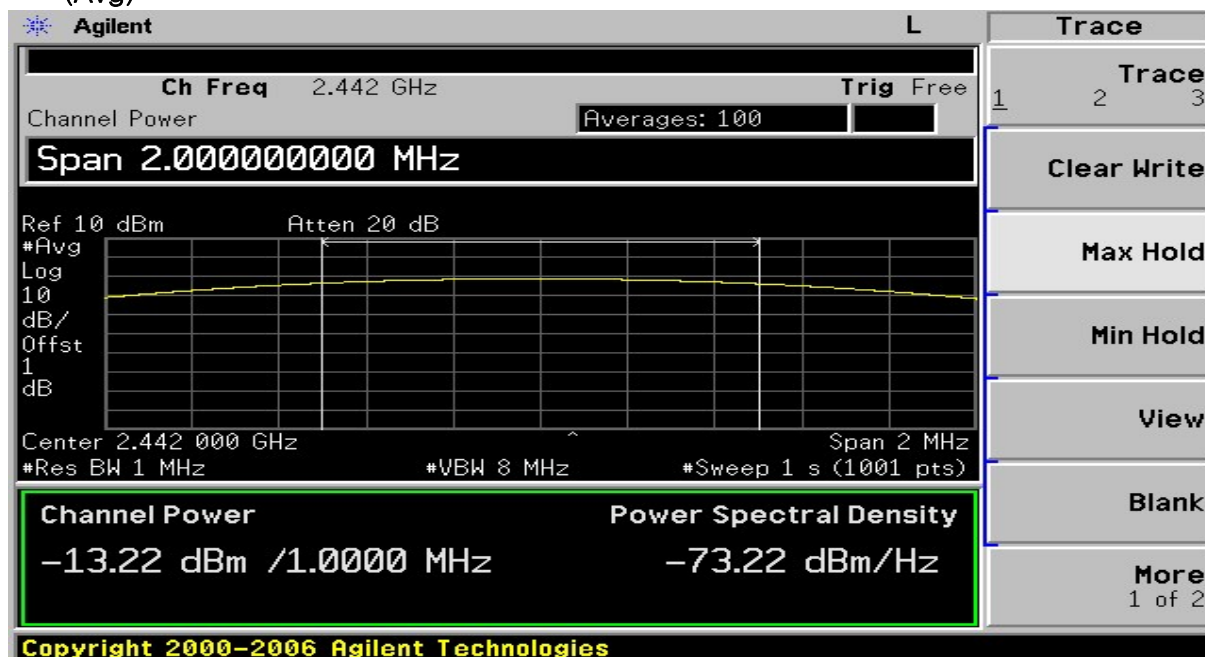 (Avg)
Agilent L Trace
Ch Freq 2.442 GHz Trig Free
Channel Power Averages: 100
Span 2.000000000 MHz
Ref 10 dBm Atten 20 dB
#Avg
Log
10
dB/
Offst
1
dB
Center 2.442 000 GHz Span 2 MHz
#Res BW 1 MHz #VBW 8 MHz #Sweep 1 s (1001 pts)
Channel Power Power Spectral Density
-13.22 dBm /1.0000 MHz -73.22 dBm/Hz
Copyright 2000-2006 Agilent Technologies
Trace
1 2 3
Clear Write
Max Hold
Min Hold
View
Blank
More
1 of 2